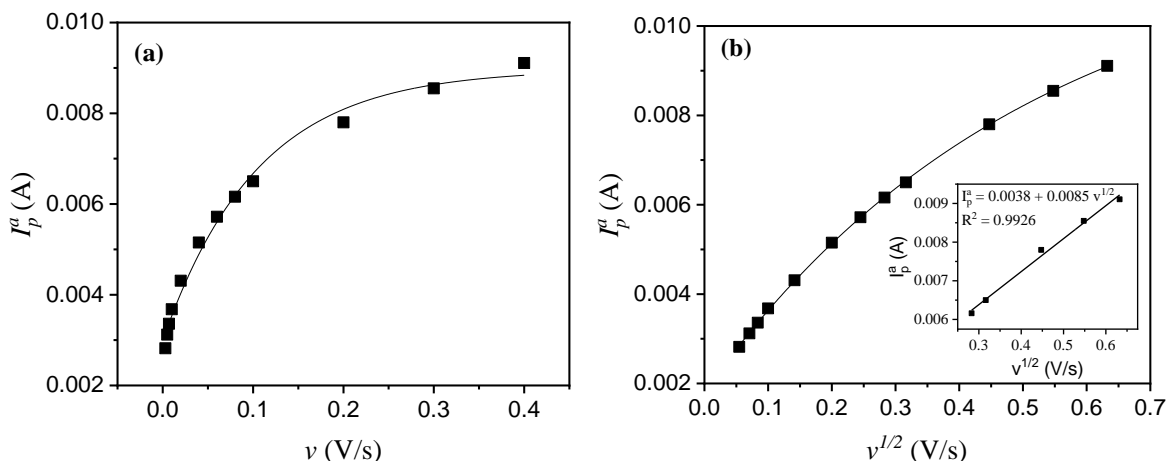 (a)
0.010
0.008
0.006
0.004
0.002
I_p^a (A)
0.0 0.1 0.2 0.3 0.4
v (V/s)
(b)
0.010
0.008
0.006
0.004
0.002
I_p^a (A)
0.0 0.1 0.2 0.3 0.4 0.5 0.6 0.7
v^{1/2} (V/s)
I_p^a = 0.0038 + 0.0085 v^{1/2}
R^2 = 0.9926
0.009
0.008
0.007
0.006
I_p^a (A)
0.3 0.4 0.5 0.6
v^{1/2} (V/s)